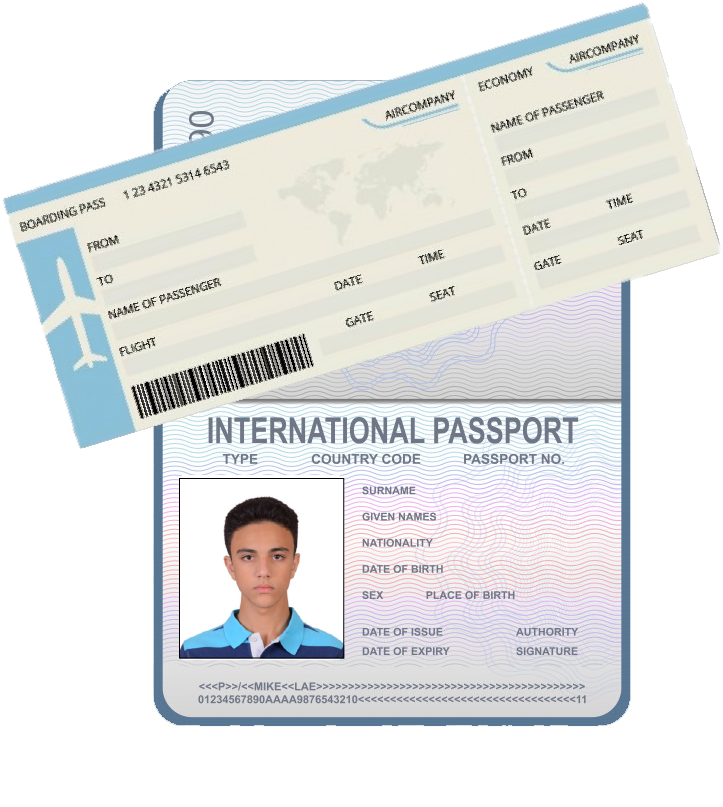 06
BOARDING PASS 1 23 4321 5314 6543
AIRCOMPANY
FROM
TO
NAME OF PASSENGER
DATE TIME
FLIGHT
GATE SEAT
ECONOMY AIRCOMPANY
NAME OF PASSENGER
FROM
TO
DATE TIME
GATE SEAT
INTERNATIONAL PASSPORT
TYPE COUNTRY CODE PASSPORT NO.
SURNAME
GIVEN NAMES
NATIONALITY
DATE OF BIRTH
SEX PLACE OF BIRTH
DATE OF ISSUE AUTHORITY
DATE OF EXPIRY SIGNATURE
<<<P>>/<<MIKE<<LAE>>>>>>>>>>>>>>>>>>>>>>>>>>>>>>>>>>>>>>>>>>
01234567890AAAA9876543210<<<<<<<<<<<<<<<<<<<<<<<<<<<<<<<<<<11